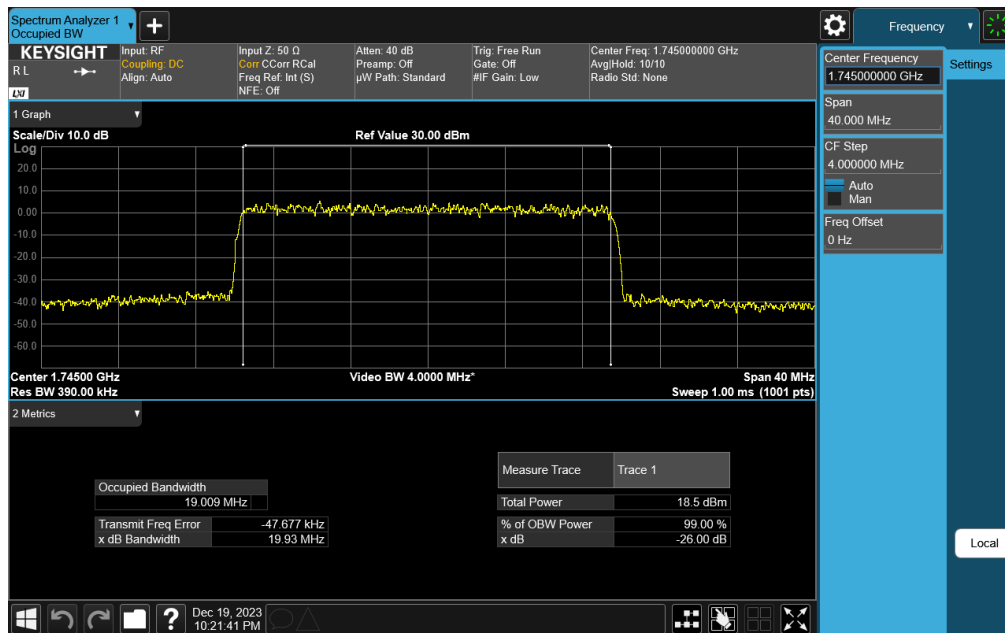 Spectrum Analyzer 1
Occupied BW
Frequency
KEYSIGHT
R L
LXI
Input: RF
Coupling: DC
Align: Auto
Input Z: 50 Ω
Corr CCorr RCal
Freq Ref: Int (S)
NFE: Off
Atten: 40 dB
Preamp: Off
µW Path: Standard
Trig: Free Run
Gate: Off
#IF Gain: Low
Center Freq: 1.745000000 GHz
Avg|Hold: 10/10
Radio Std: None
Center Frequency
1.745000000 GHz
Settings
Span
40.000 MHz
CF Step
4.000000 MHz
Auto
Man
Freq Offset
0 Hz
Local
1 Graph
Scale/Div 10.0 dB
Ref Value 30.00 dBm
Log
20.0
10.0
0.00
-10.0
-20.0
-30.0
-40.0
-50.0
-60.0
Center 1.74500 GHz
Video BW 4.0000 MHz*
Span 40 MHz
Res BW 390.00 kHz
Sweep 1.00 ms (1001 pts)
2 Metrics
Measure Trace Trace 1
Occupied Bandwidth
19.009 MHz
Total Power 18.5 dBm
Transmit Freq Error -47.677 kHz
% of OBW Power 99.00 %
x dB Bandwidth 19.93 MHz
x dB -26.00 dB
Dec 19, 2023
10:21:41 PM